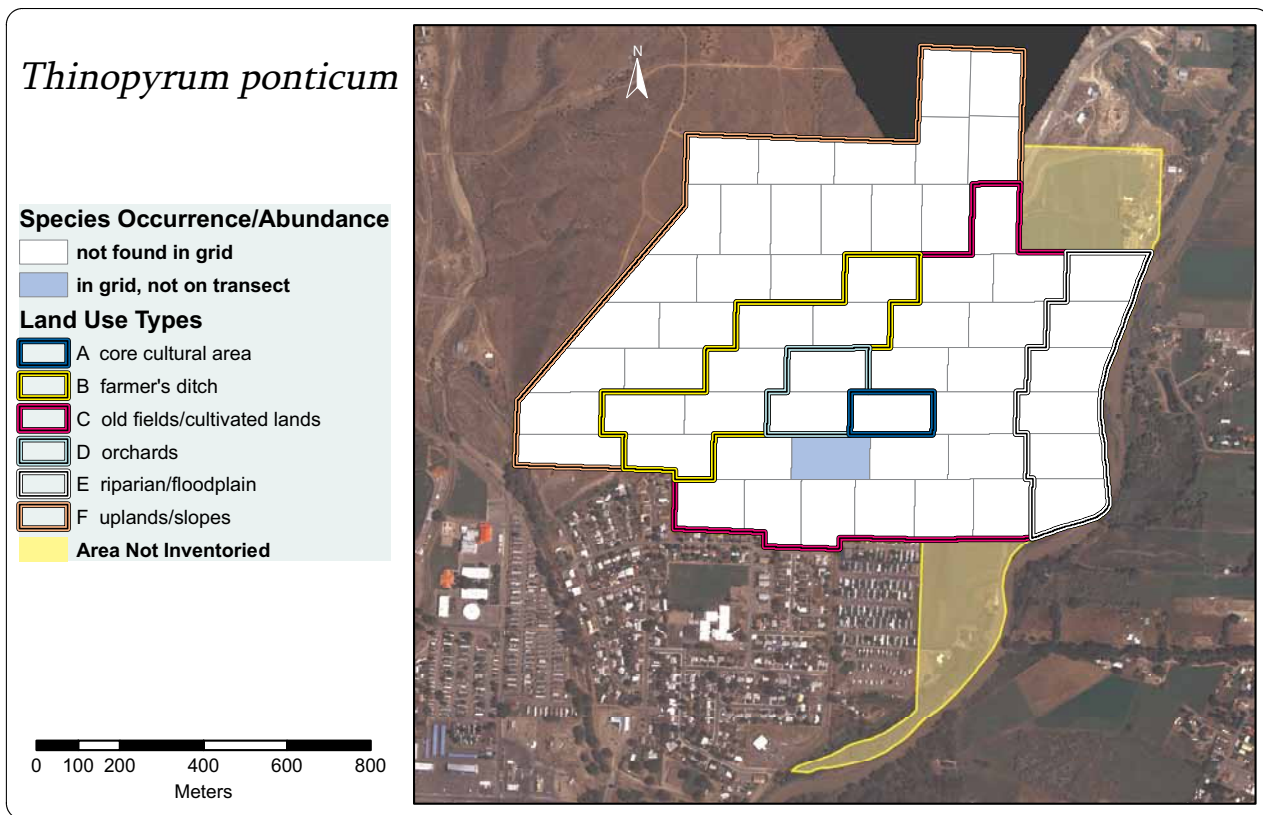 Thinopyrum ponticum
N
Species Occurrence/Abundance
not found in grid
in grid, not on transect
Land Use Types
A core cultural area
B farmer's ditch
C old fields/cultivated lands
D orchards
E riparian/floodplain
F uplands/slopes
Area Not Inventoried
0 100 200 400 600 800
Meters